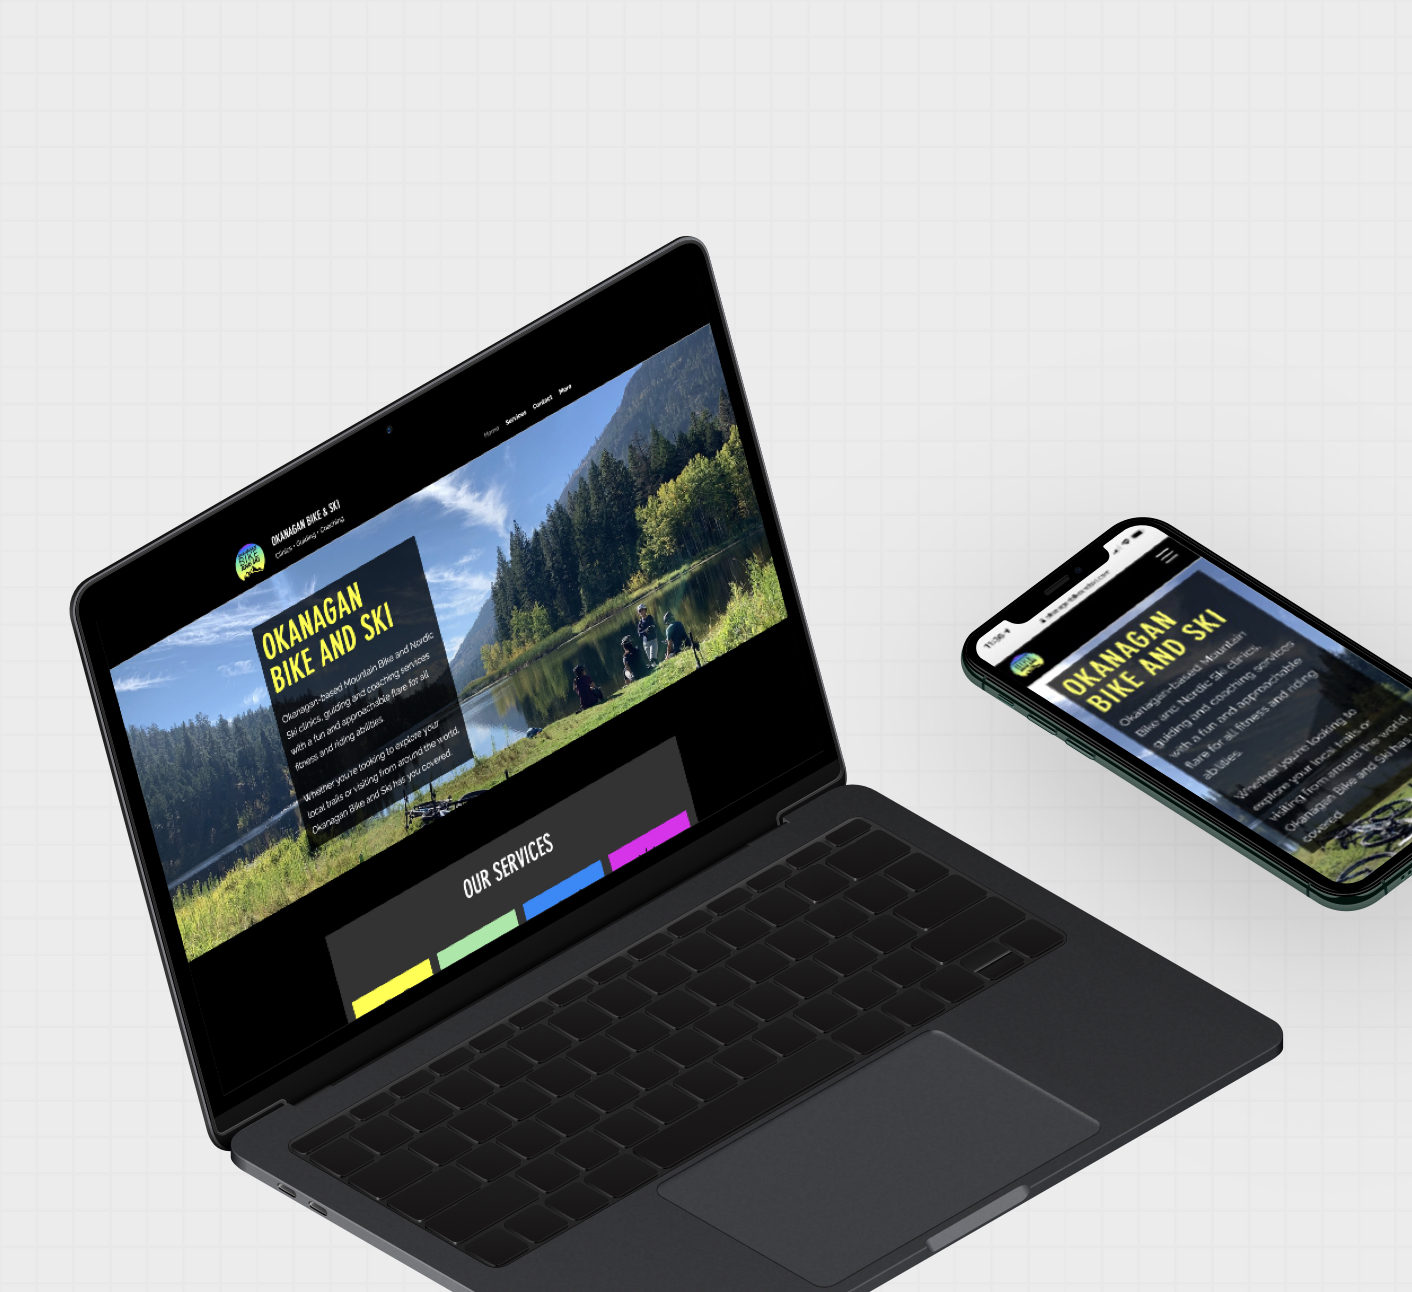 Home Services Contact More
OKANAGAN BIKE & SKI
Clinics • Guiding • Coaching
BIKE
OKANAGAN
BIKE AND SKI
Okanagan-based Mountain Bike and Nordic
Ski clinics, guiding and coaching services
with a fun and approachable flare for all
fitness and riding abilities.
Whether you're looking to explore your
local trails or visiting from around the world,
Okanagan Bike and Ski has you covered.
OUR SERVICES
11:36
OKANAGAN
BIKE AND SKI
Okanagan-based Mountain
Bike and Nordic Ski clinics,
guiding and coaching services
with a fun and approachable
flare for all fitness and riding
abilities.
Whether you're looking to
explore your local trails or
visiting from around the world,
Okanagan Bike and Ski has
covered.